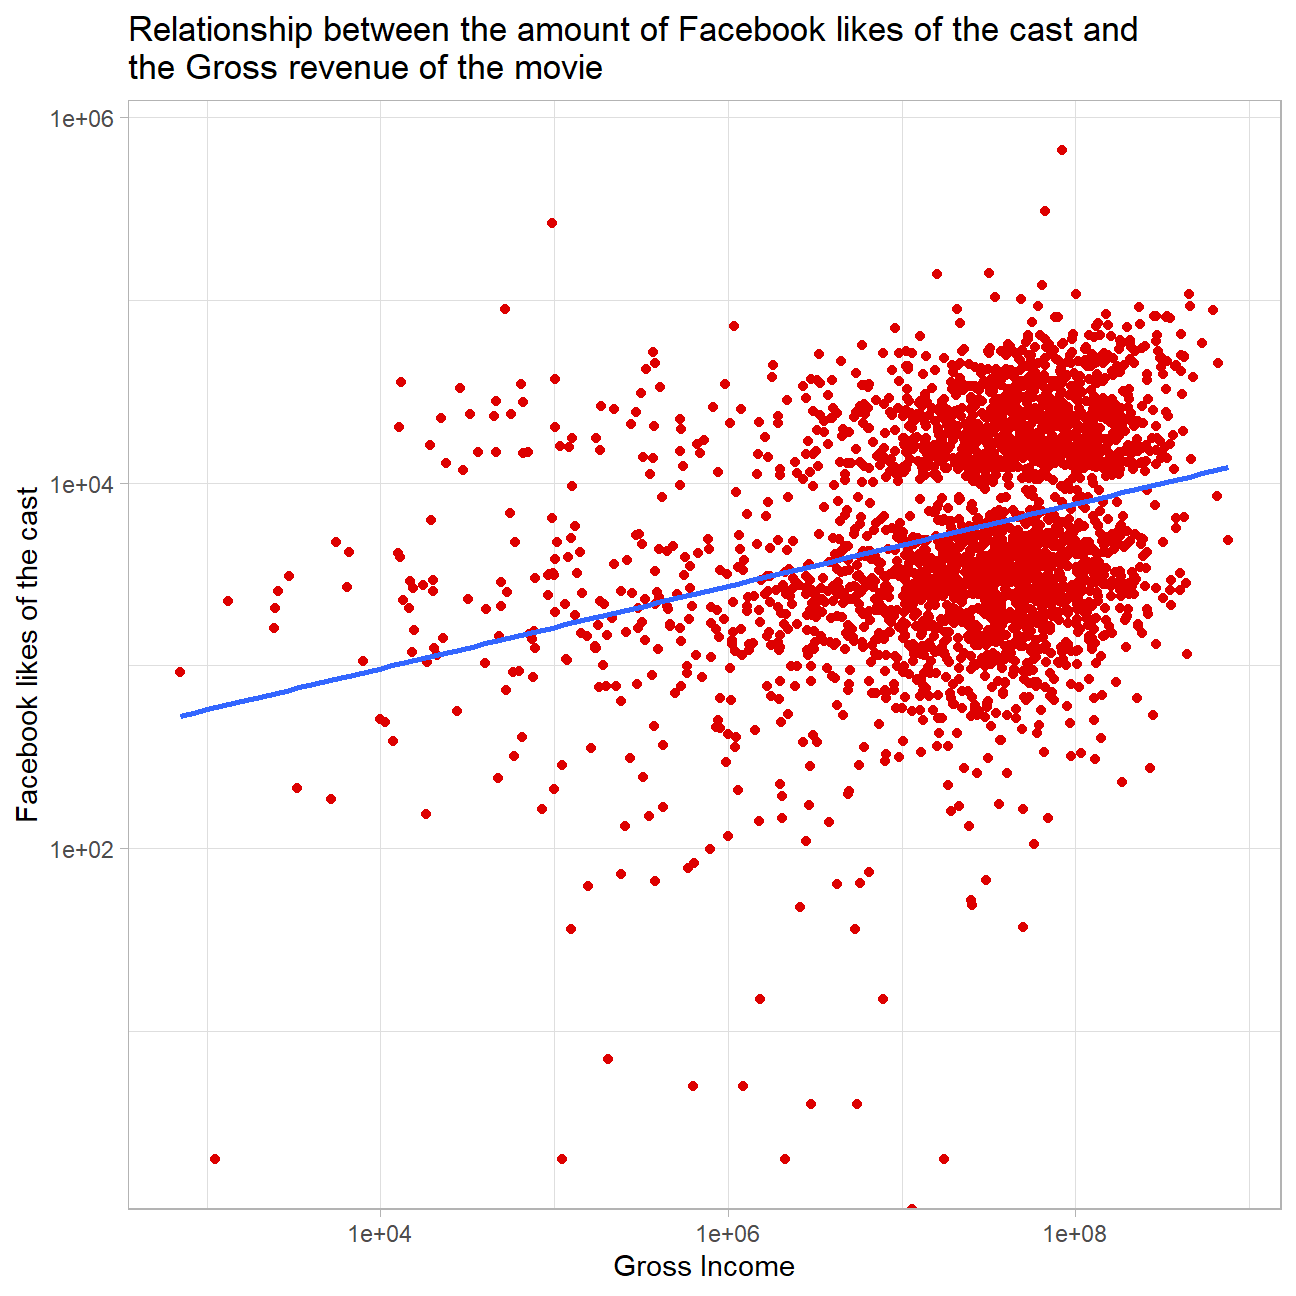 Relationship between the amount of Facebook likes of the cast and
the Gross revenue of the movie
1e+06
1e+04
1e+02
Facebook likes of the cast
1e+04
1e+06
1e+08
Gross Income